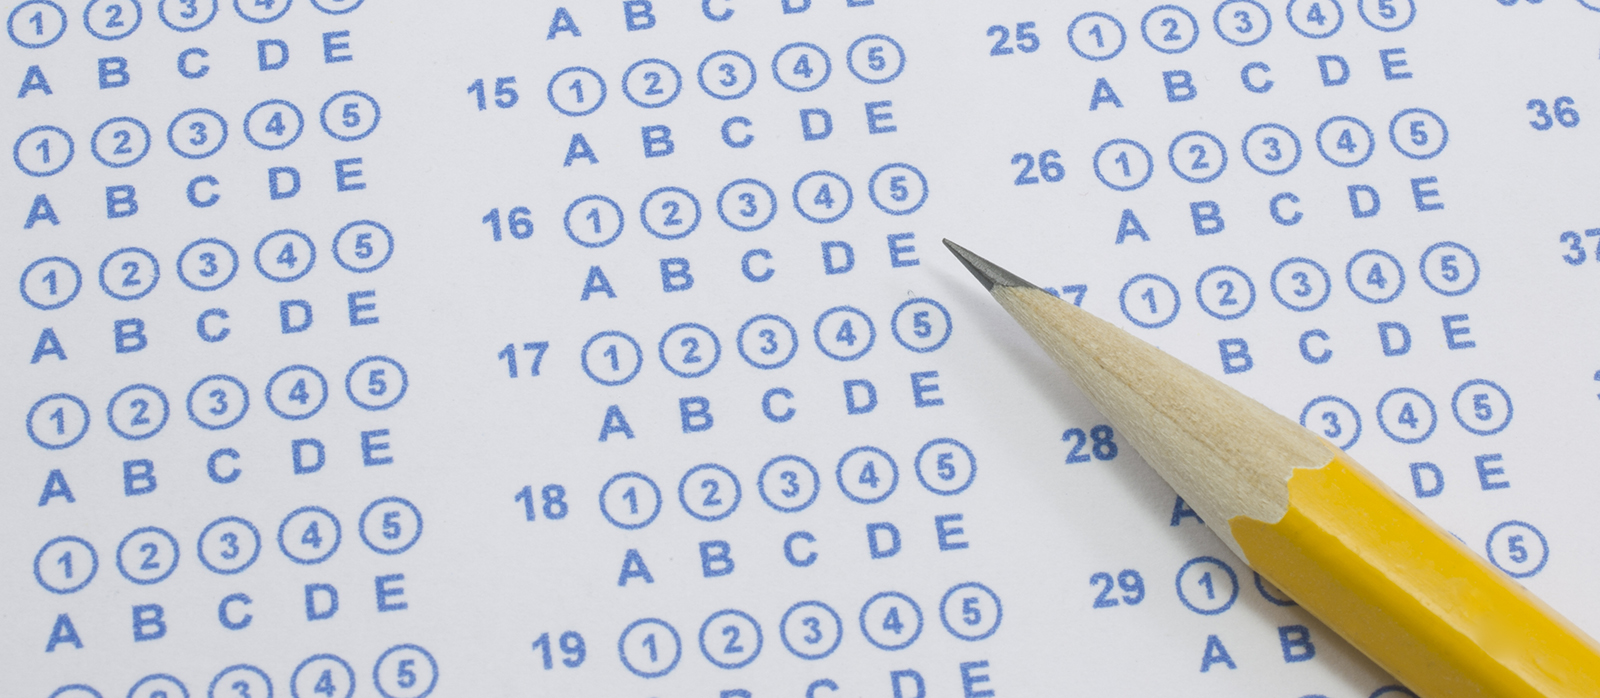 1 2 3 4 5
A B C D E
1 2 3 4 5
A B C D E
1 2 3 4 5
A B C D E
1 2 3 4 5
A B C D E
1 2 3 4 5
A B C D E
1 2 3 4 5
A B C D E
15 1 2 3 4 5
A B C D E
16 1 2 3 4 5
A B C D E
17 1 2 3 4 5
A B C D E
18 1 2 3 4 5
A B C D E
19 1 2 3 4 5
D E
25 1 2 3 4 5
A B C D E
26 1 2 3 4 5
A B C D E
27 1 2 3 4 5
B C D E
28 3 4 5
A D E
29 1 5
A B
36
37